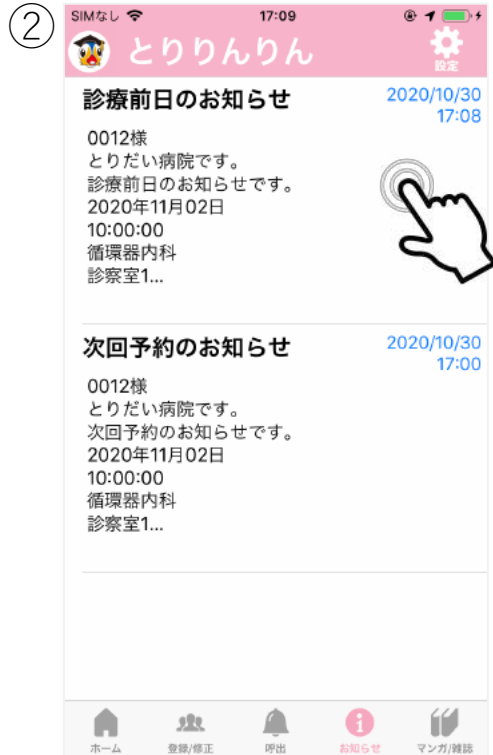 ②
SIMなし 17:09
とりりんりん
設定
診療前日のお知らせ
2020/10/30
17:08
0012様
とりだい病院です。
診療前日のお知らせです。
2020年11月02日
10:00:00
循環器内科
診察室1...
次回予約のお知らせ
2020/10/30
17:00
0012様
とりだい病院です。
次回予約のお知らせです。
2020年11月02日
10:00:00
循環器内科
診察室1...
ホーム 登録/修正 呼出 お知らせ マンガ/雑誌